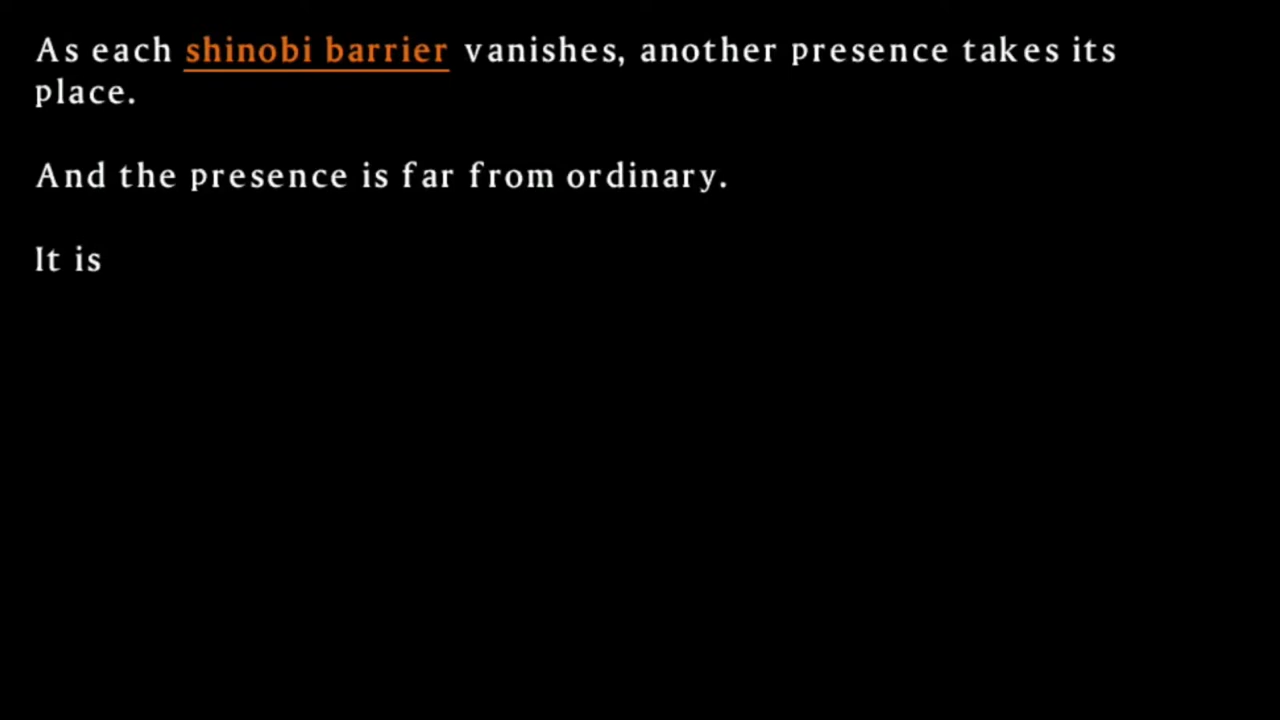 As each shinobi barrier vanishes, another presence takes its
place.
And the presence is far from ordinary.
It is